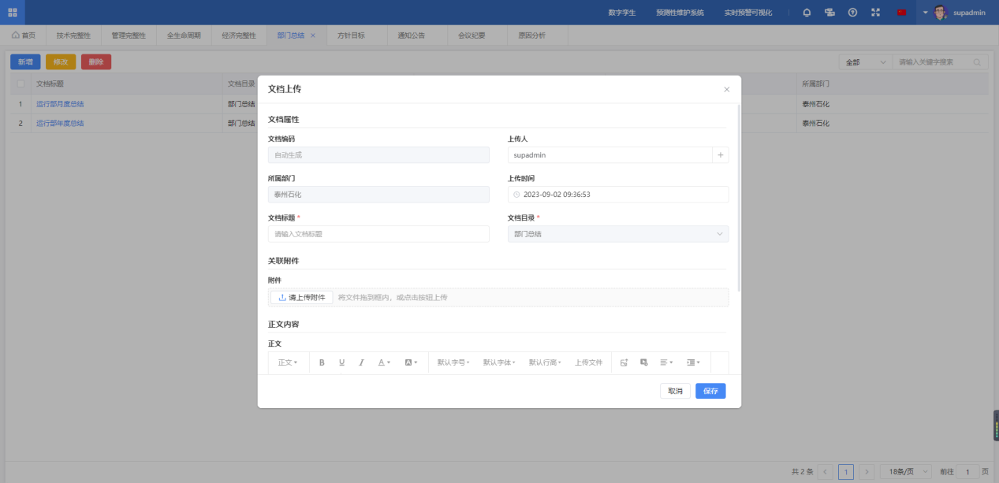 数字孪生 预测性维护系统 实时预警可视化 supadmin
首页 技术完整性 管理完整性 全生命周期 经济完整性 部门总结 × 方针目标 通知公告 会议纪要 原因分析
新增 修改 删除 全部 请输入关键字搜索
文档标题 文档目录 所属部门
1 运行部月度总结 部门总结 泰州石化
2 运行部年度总结 部门总结 泰州石化
文档上传
文档属性
文档编码 上传人
自动生成 supadmin
所属部门 上传时间
泰州石化 2023-09-02 09:36:53
文档标题 * 文档目录 *
请输入文档标题 部门总结
关联附件
附件
请上传附件 将文件拖到框内，或点击按钮上传
正文内容
正文
正文 B U I A A 默认字号 默认字体 默认行高 上传文件
取消 保存
共 2 条 1 18条/页 前往 1 页